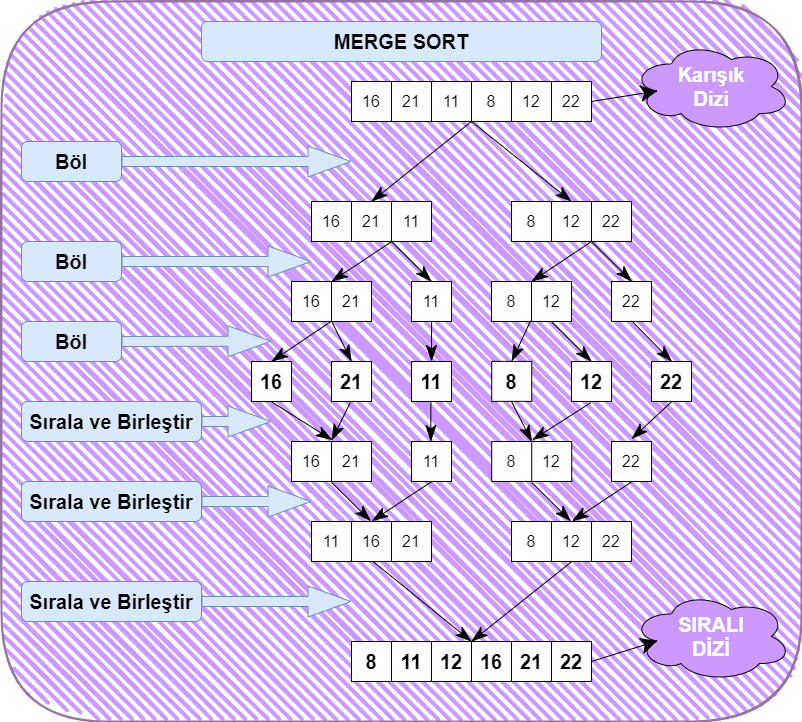 MERGE SORT
Karışık
Dizi
16 21 11 8 12 22
Böl
16 21 11 8 12 22
Böl
16 21 11 8 12 22
Böl
16 21 11 8 12 22
Sırala ve Birleştir
16 21 11 8 12 22
Sırala ve Birleştir
11 16 21 8 12 22
Sırala ve Birleştir
8 11 12 16 21 22
SIRALI
DİZİ